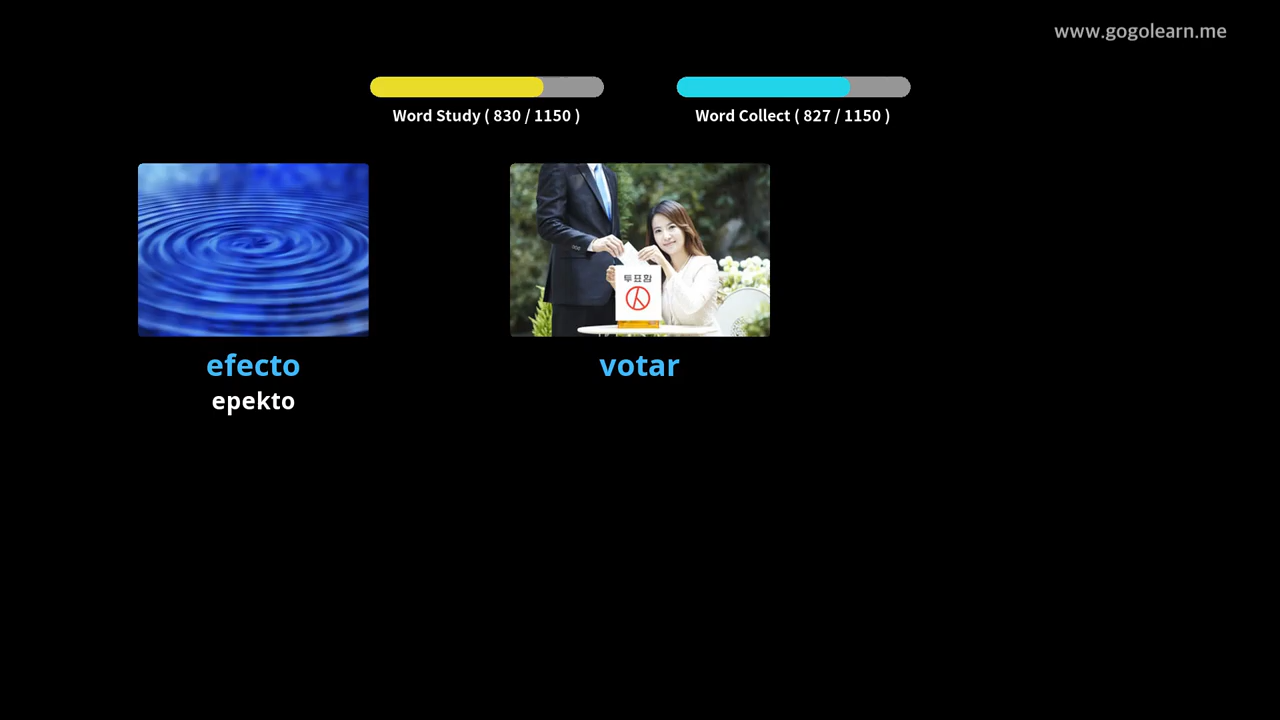 www.gogolearn.me
Word Study ( 830 / 1150 )
Word Collect ( 827 / 1150 )
투표함
efecto
votar
epekto